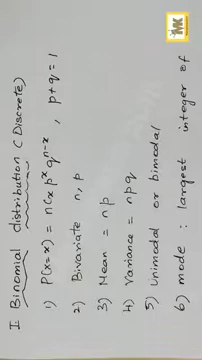 I Binomial distribution (Discrete)
1) P(X=x) = nCx p^x q^n-x , p+q=1
2) Bivariate n, p
3) Mean = np
4) Variance = npq
5) Unimodal or bimodal
6) mode : largest integer of
MK